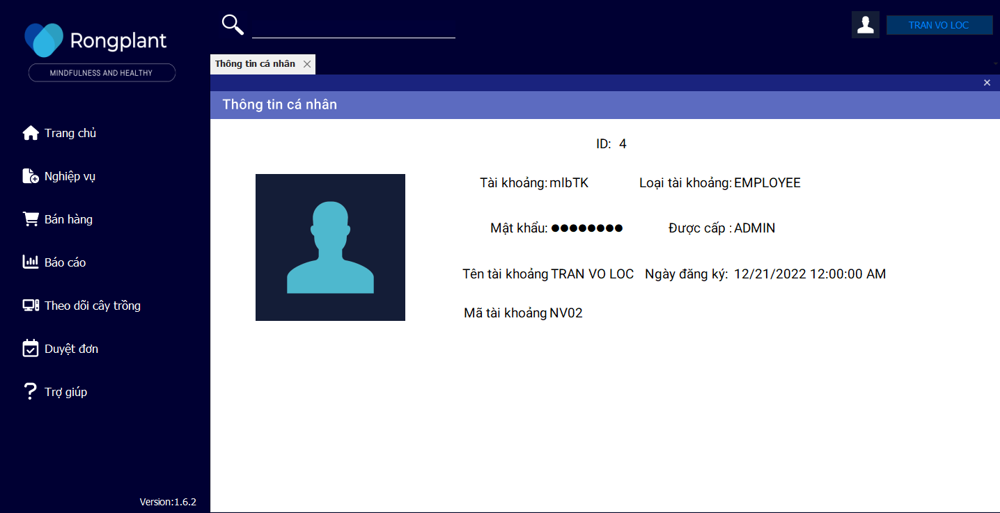 Rongplant
MINDFULNESS AND HEALTHY
TRAN VO LOC
Thông tin cá nhân
Thông tin cá nhân
Trang chủ
Nghiệp vụ
Bán hàng
Báo cáo
Theo dõi cây trồng
Duyệt đơn
Trợ giúp
Version:1.6.2
ID: 4
Tài khoảng: mlbTK Loại tài khoảng: EMPLOYEE
Mật khẩu: ●●●●●●●● Được cấp : ADMIN
Tên tài khoảng TRAN VO LOC Ngày đăng ký: 12/21/2022 12:00:00 AM
Mã tài khoảng NV02